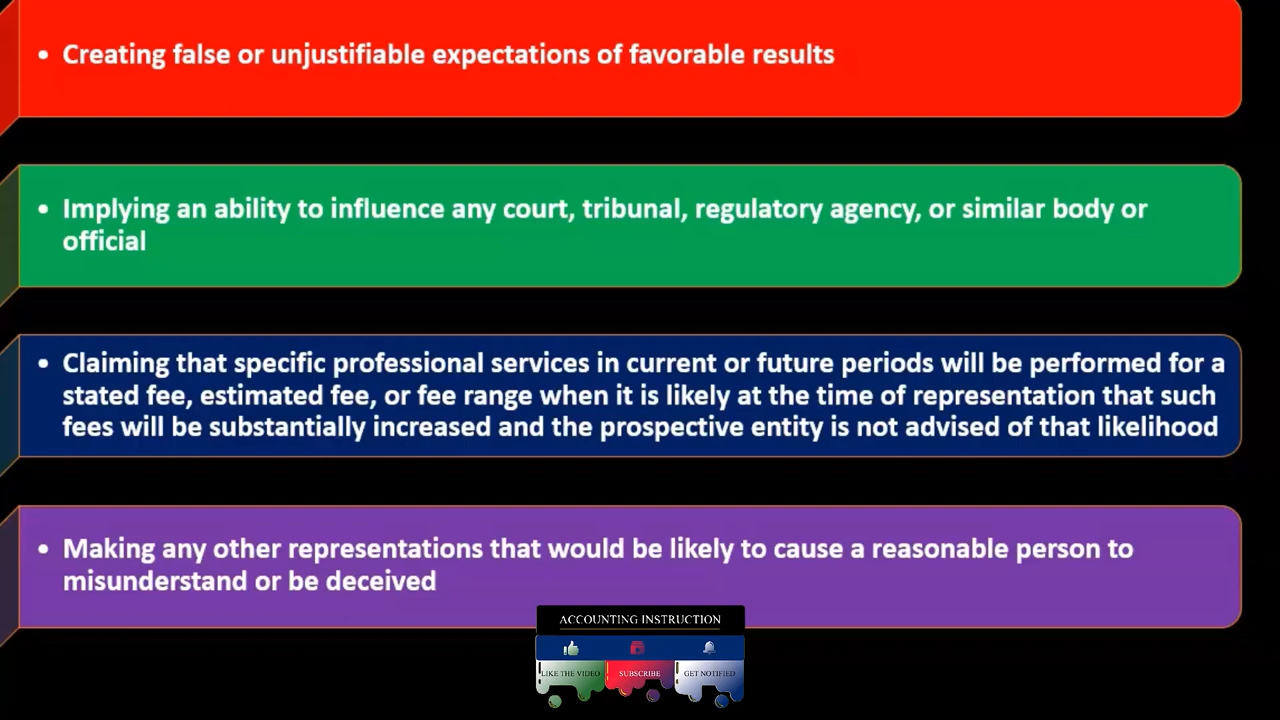 • Creating false or unjustifiable expectations of favorable results
• Implying an ability to influence any court, tribunal, regulatory agency, or similar body or
official
• Claiming that specific professional services in current or future periods will be performed for a
stated fee, estimated fee, or fee range when it is likely at the time of representation that such
fees will be substantially increased and the prospective entity is not advised of that likelihood
• Making any other representations that would be likely to cause a reasonable person to
misunderstand or be deceived
ACCOUNTING INSTRUCTION
LIKE THE VIDEO SUBSCRIBE GET NOTIFIED